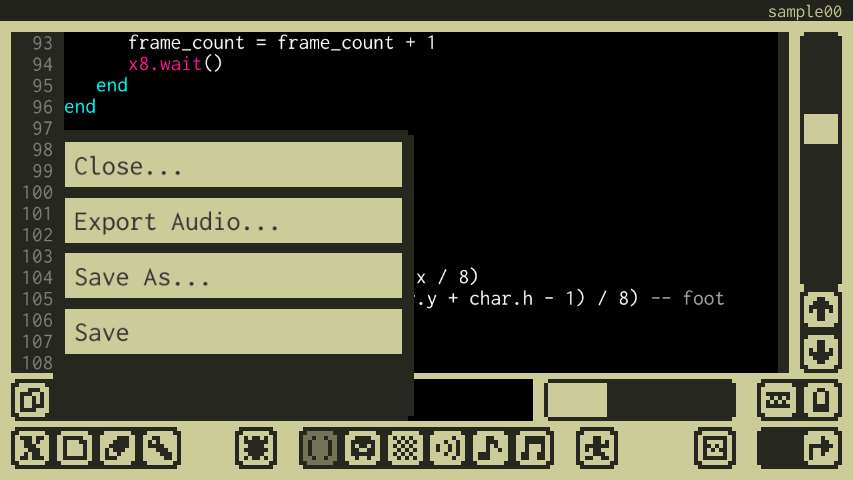 sample00
93 frame_count = frame_count + 1
94 x8.wait()
95 end
96 end
97
98
99
100
101
102
103
104 x / 8)
105 .y + char.h - 1) / 8) -- foot
106
107
108
Close...
Export Audio...
Save As...
Save